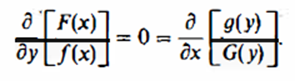 ∂/∂y [F(x)/f(x)] = 0 = ∂/∂x [g(y)/G(y)].